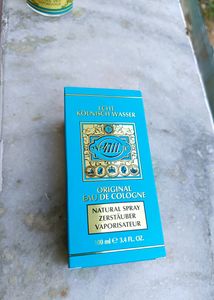 ECHT
KÖLNISCH WASSER
4711
ORIGINAL
EAU DE COLOGNE
NATURAL SPRAY
ZERSTÄUBER
VAPORISATEUR
100 ml e 3.4 FL. OZ.